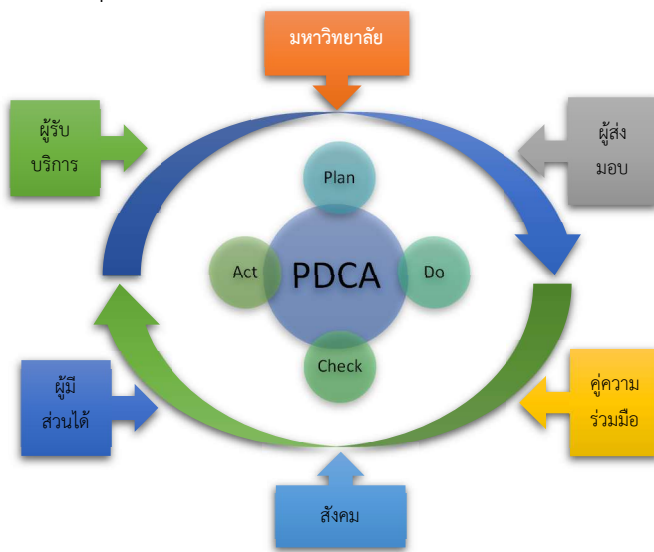 มหาวิทยาลัย
ผู้รับ
บริการ
ผู้ส่ง
มอบ
Plan
Act
PDCA
Do
Check
ผู้มี
ส่วนได้
คู่ความ
ร่วมมือ
สังคม